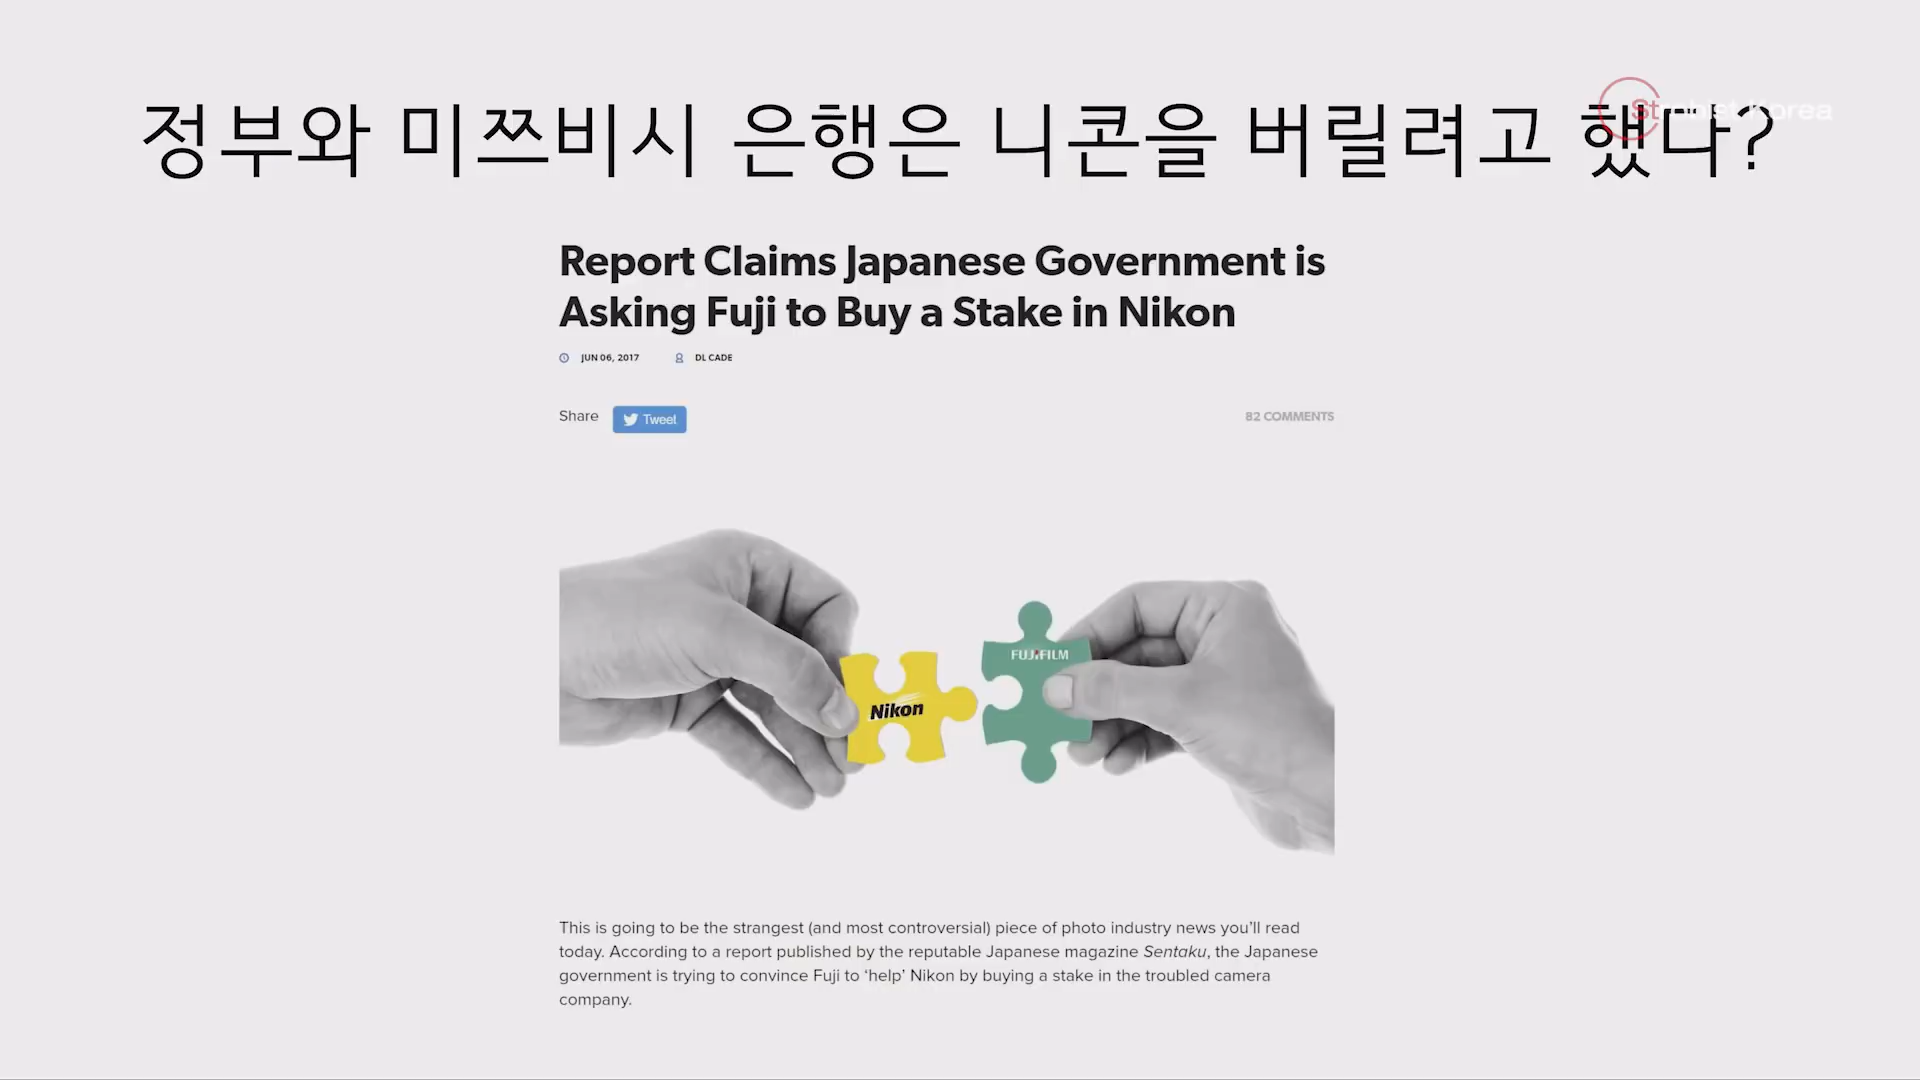 정부와 미쯔비시 은행은 니콘을 버릴려고 했다?
Strobist Korea
Report Claims Japanese Government is
Asking Fuji to Buy a Stake in Nikon
JUN 06, 2017 DL CADE
Share Tweet 82 COMMENTS
FUJIFILM
Nikon
This is going to be the strangest (and most controversial) piece of photo industry news you’ll read
today. According to a report published by the reputable Japanese magazine Sentaku, the Japanese
government is trying to convince Fuji to ‘help’ Nikon by buying a stake in the troubled camera
company.